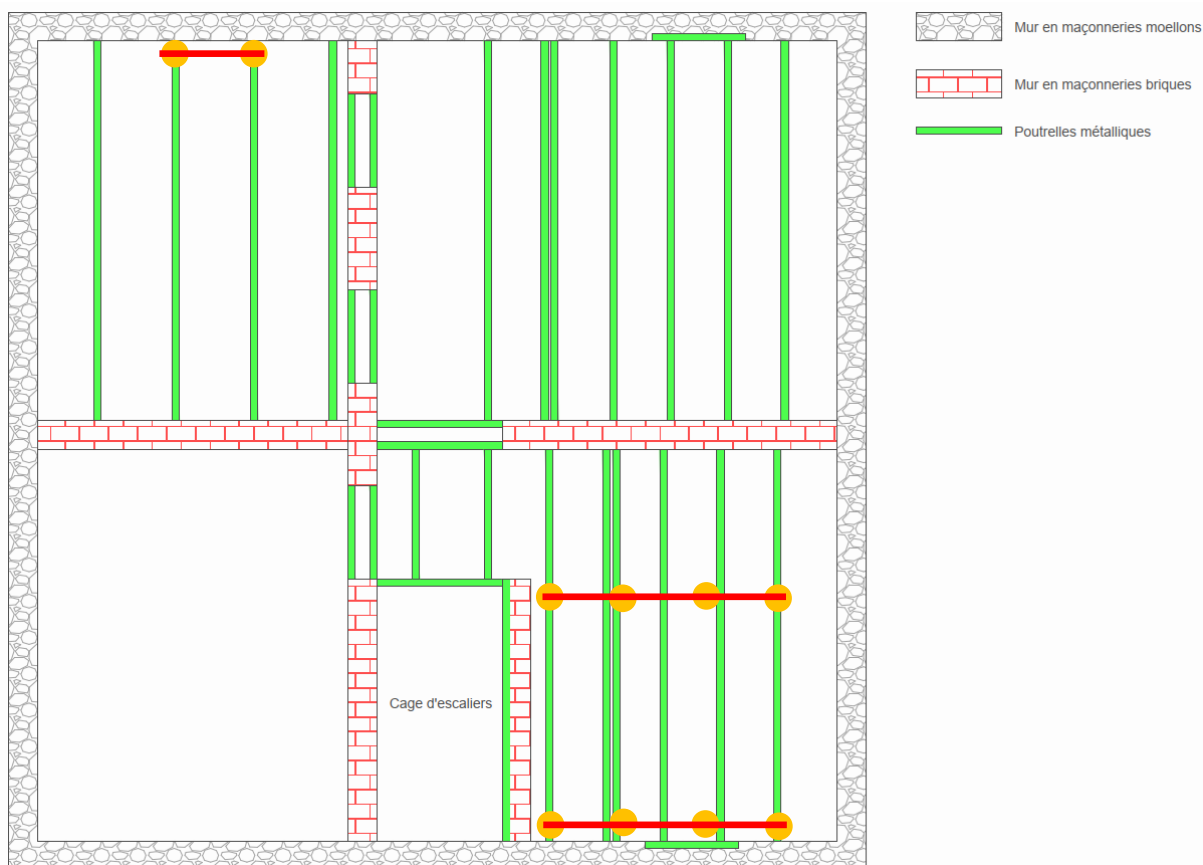 Mur en maçonneries moellons
Mur en maçonneries briques
Poutrelles métalliques
Cage d'escaliers